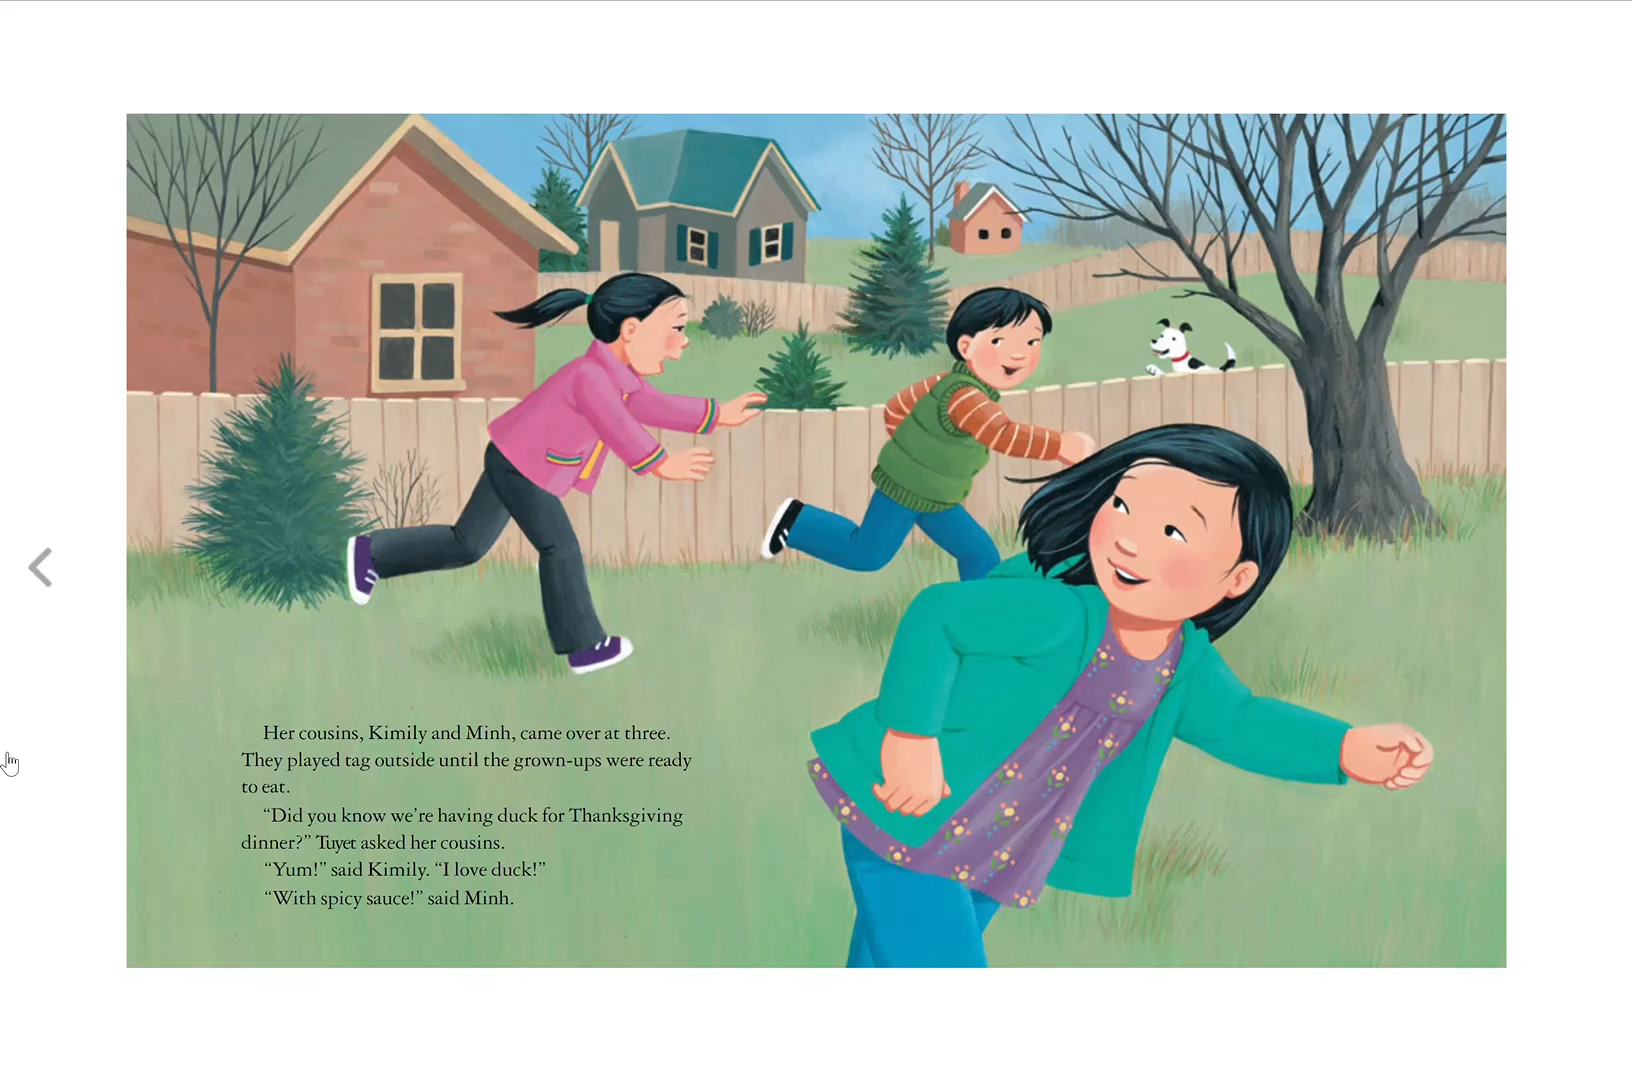 Her cousins, Kimily and Minh, came over at three.
They played tag outside until the grown-ups were ready
to eat.
“Did you know we’re having duck for Thanksgiving
dinner?” Tuyet asked her cousins.
“Yum!” said Kimily. “I love duck!”
“With spicy sauce!” said Minh.